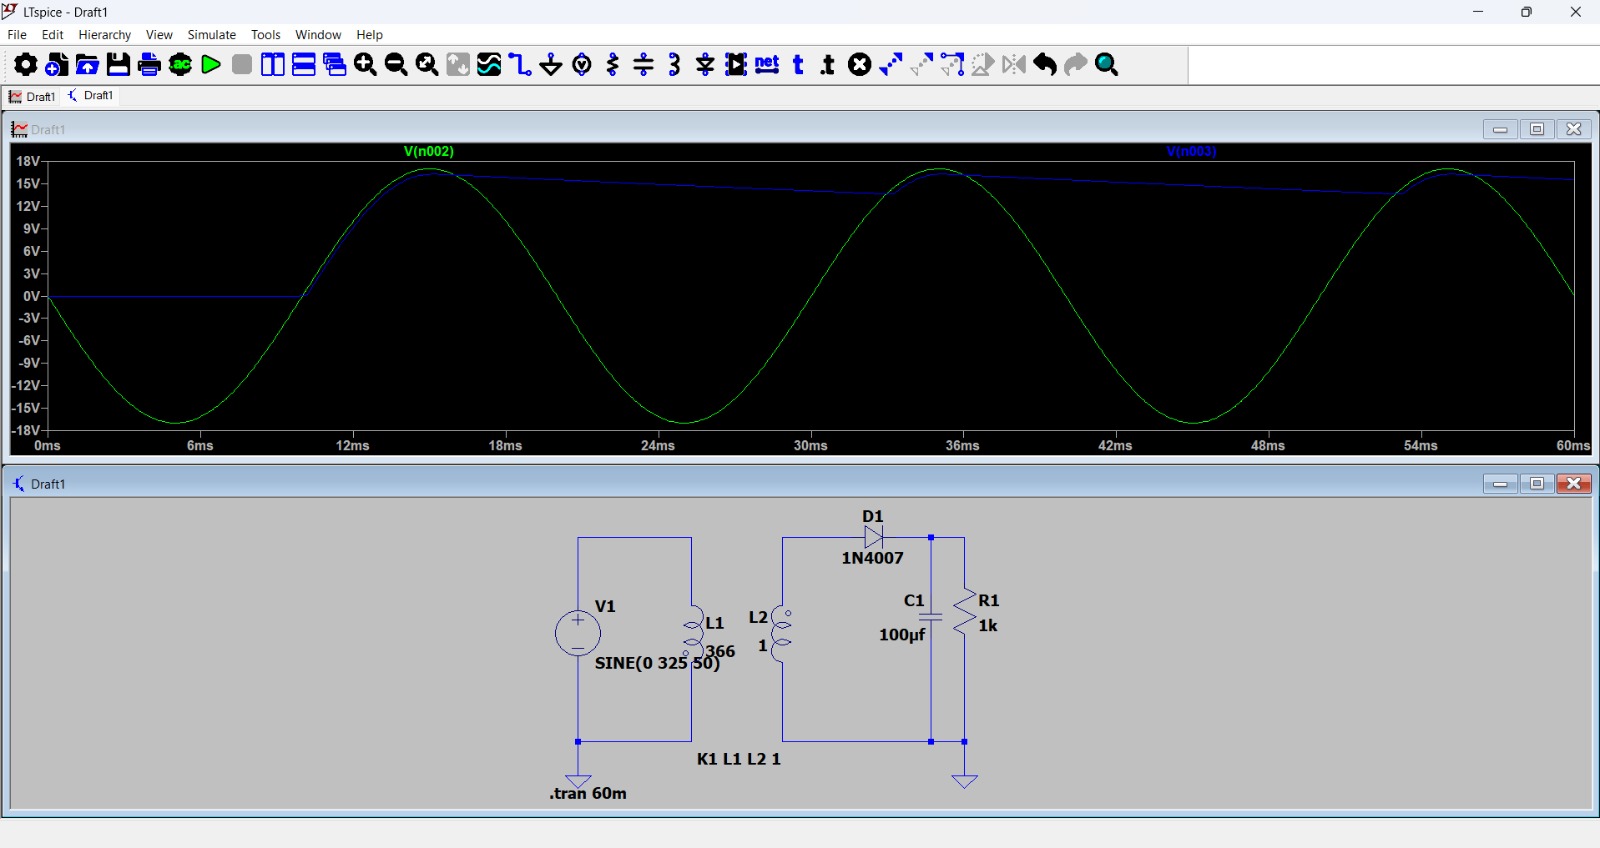 LTspice - Draft1
File Edit Hierarchy View Simulate Tools Window Help
.ac net t .t
Draft1 Draft1
Draft1
V(n002) V(n003)
18V
15V
12V
9V
6V
3V
0V
-3V
-6V
-9V
-12V
-15V
-18V
0ms 6ms 12ms 18ms 24ms 30ms 36ms 42ms 48ms 54ms 60ms
Draft1
D1
1N4007
V1
L1
366
SINE(0 325 50)
L2
1
C1
100µf
R1
1k
K1 L1 L2 1
.tran 60m